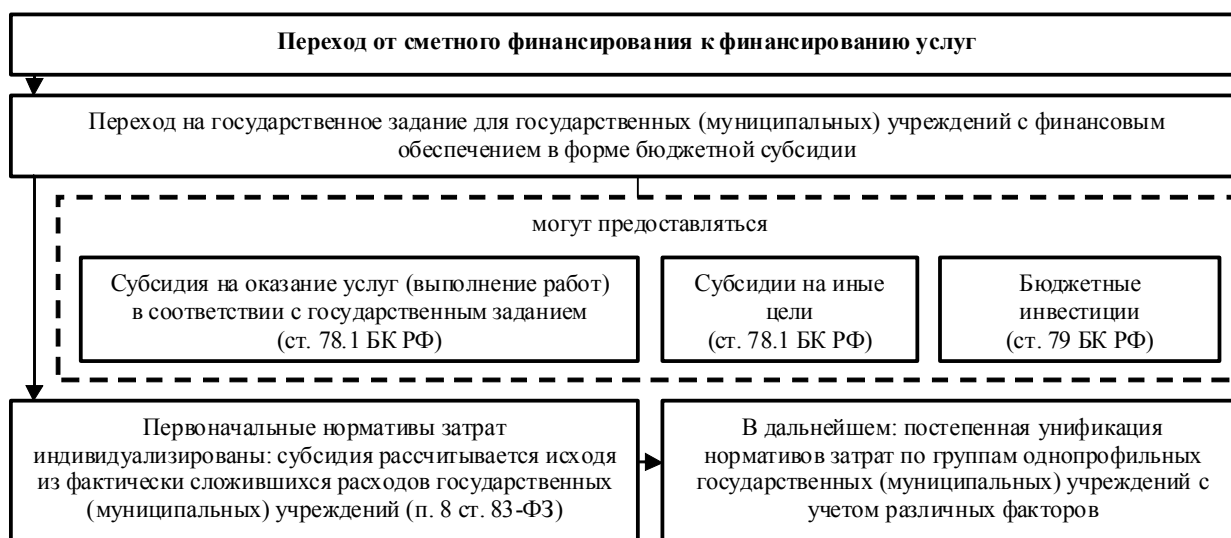 Переход от сметного финансирования к финансированию услуг
Переход на государственное задание для государственных (муниципальных) учреждений с финансовым
обеспечением в форме бюджетной субсидии
могут предоставляться
Субсидия на оказание услуг (выполнение работ)
в соответствии с государственным заданием
(ст. 78.1 БК РФ)
Субсидии на иные
цели
(ст. 78.1 БК РФ)
Бюджетные
инвестиции
(ст. 79 БК РФ)
Первоначальные нормативы затрат
индивидуализированы: субсидия рассчитывается исходя
из фактически сложившихся расходов государственных
(муниципальных) учреждений (п. 8 ст. 83-ФЗ)
В дальнейшем: постепенная унификация
нормативов затрат по группам однопрофильных
государственных (муниципальных) учреждений с
учетом различных факторов